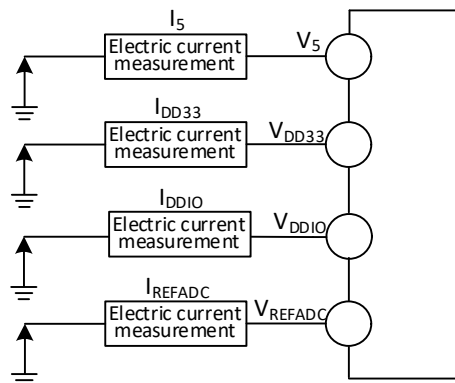 I5
Electric current
measurement
V5
IDD33
Electric current
measurement
VDD33
IDDIO
Electric current
measurement
VDDIO
IREFADC
Electric current
measurement
VREFADC